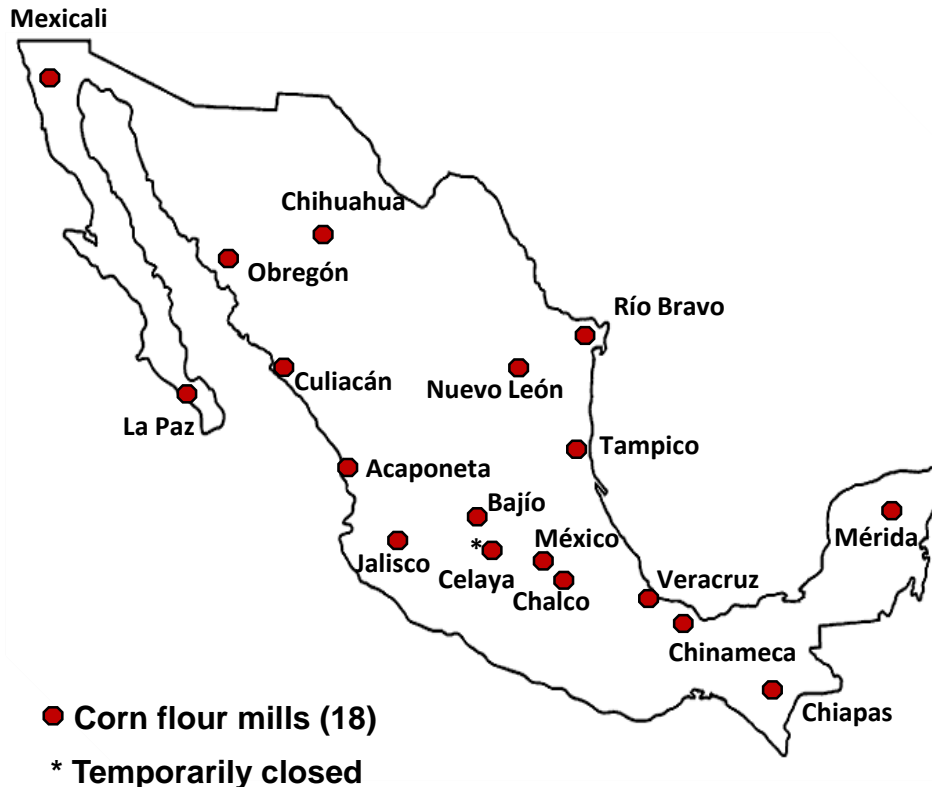 Mexicali
Chihuahua
Obregón
Río Bravo
Culiacán
Nuevo León
La Paz
Tampico
Acaponeta
Bajío
Mérida
México
* 
Jalisco
Celaya
Veracruz
Chalco
Chinameca
Chiapas
Corn flour mills (18)
* Temporarily closed